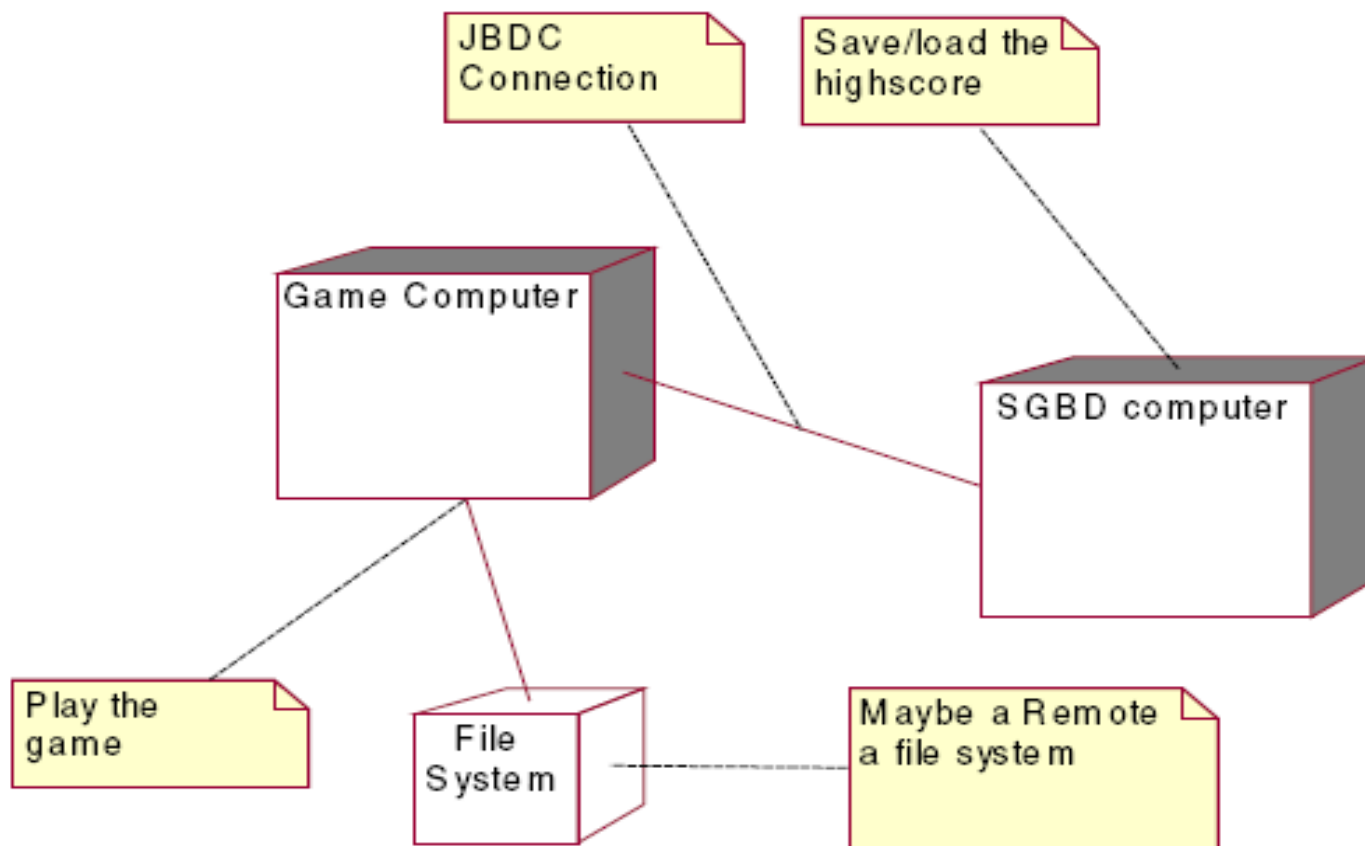 JBDC
Connection
Save/load the
highscore
Game Computer
SGBD computer
Play the
game
File
System
Maybe a Remote
a file system